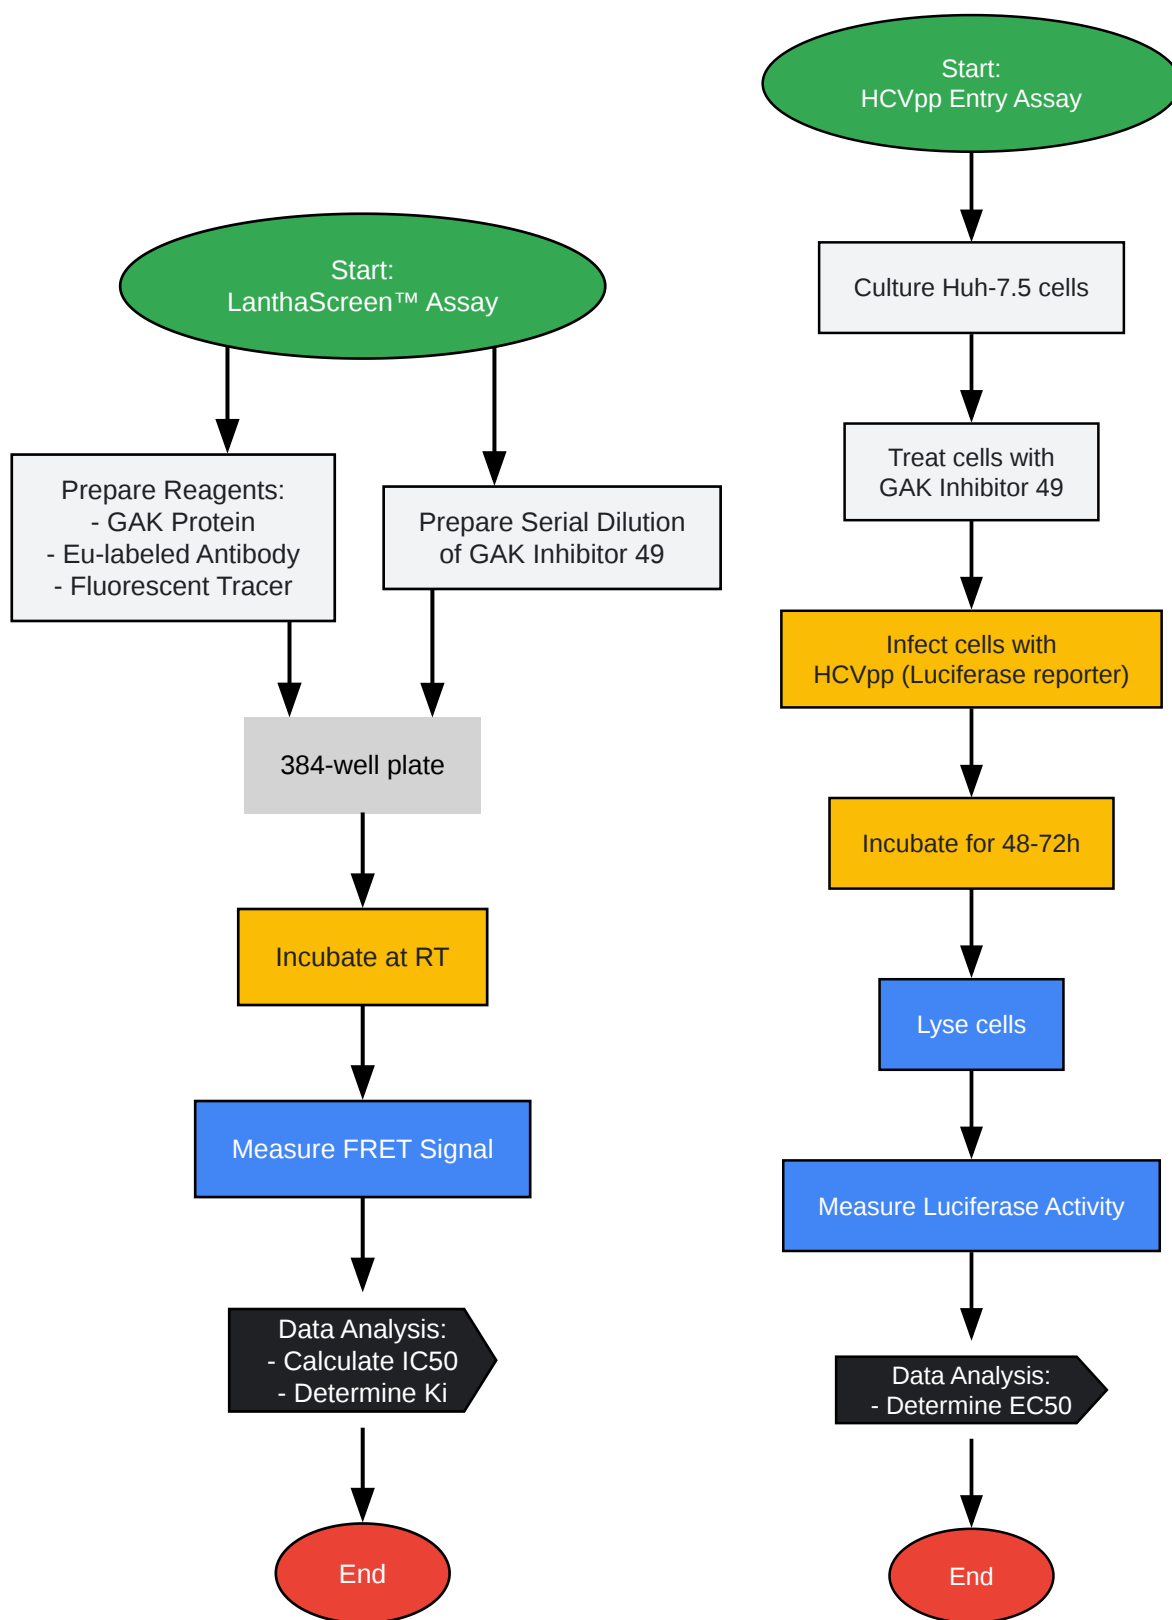 Start:
LanthaScreen™ Assay
Prepare Reagents:
- GAK Protein
- Eu-labeled Antibody
- Fluorescent Tracer
Prepare Serial Dilution
of GAK Inhibitor 49
384-well plate
Incubate at RT
Measure FRET Signal
Data Analysis:
- Calculate IC50
- Determine Ki
End
Start:
HCVpp Entry Assay
Culture Huh-7.5 cells
Treat cells with
GAK Inhibitor 49
Infect cells with
HCVpp (Luciferase reporter)
Incubate for 48-72h
Lyse cells
Measure Luciferase Activity
Data Analysis:
- Determine EC50
End